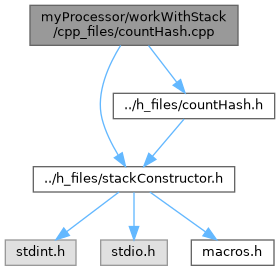 myProcessor/workWithStack
/cpp_files/countHash.cpp
../h_files/countHash.h
../h_files/stackConstructor.h
stdint.h
stdio.h
macros.h